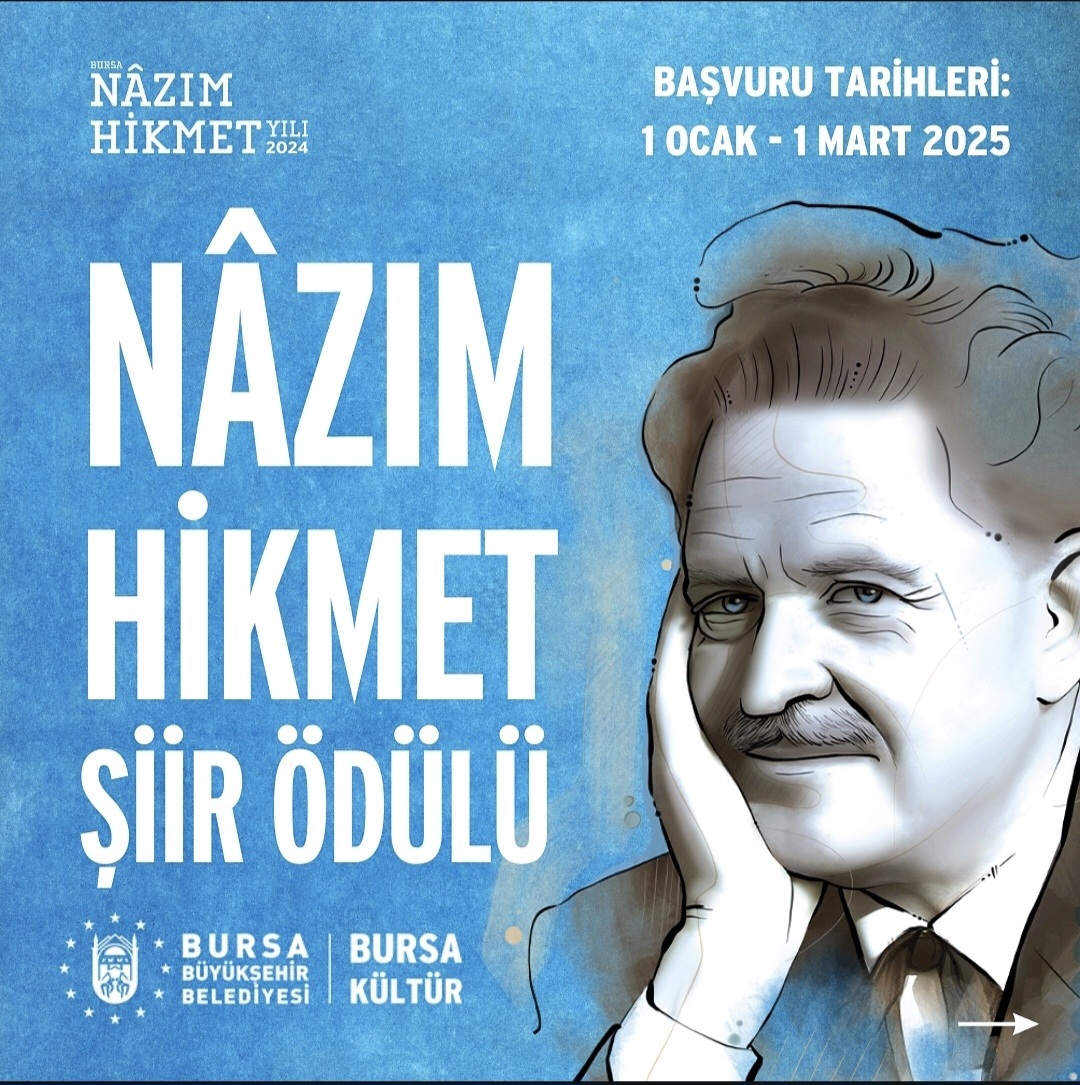 BURSA
NÂZIM
HİKMET YILI
2024
BAŞVURU TARİHLERİ:
1 OCAK - 1 MART 2025
NÂZIM
HİKMET
ŞİİR ÖDÜLÜ
BURSA
BÜYÜKŞEHİR
BELEDİYESİ
BURSA
KÜLTÜR